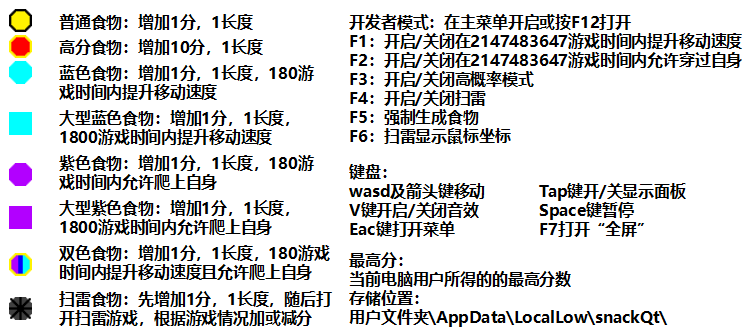 普通食物：增加1分，1长度
高分食物：增加10分，1长度
蓝色食物：增加1分，1长度，180游
戏时间内提升移动速度
大型蓝色食物：增加1分，1长度，
1800游戏时间内提升移动速度
紫色食物：增加1分，1长度，180游
戏时间内允许爬上自身
大型紫色食物：增加1分，1长度，
1800游戏时间内允许爬上自身
双色食物：增加1分，1长度，180游戏
时间内提升移动速度且允许爬上自身
扫雷食物：先增加1分，1长度，随后打
开扫雷游戏，根据游戏情况加或减分
开发者模式：在主菜单开启或按F12打开
F1：开启/关闭在2147483647游戏时间内提升移动速度
F2：开启/关闭在2147483647游戏时间内允许穿过自身
F3：开启/关闭高概率模式
F4：开启/关闭扫雷
F5：强制生成食物
F6：扫雷显示鼠标坐标
键盘：
wasd及箭头键移动 Tap键开/关显示面板
V键开启/关闭音效 Space键暂停
Eac键打开菜单 F7打开“全屏”
最高分：
当前电脑用户所得的的最高分数
存储位置：
用户文件夹\AppData\LocalLow\snackQt\